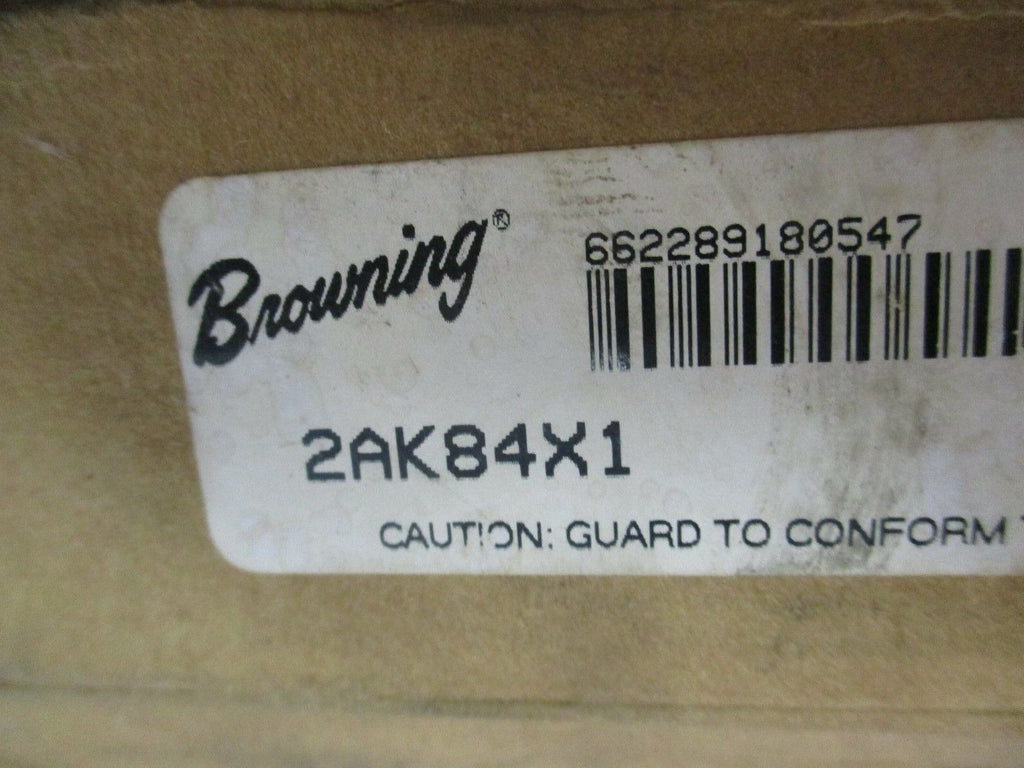 Browning®
662289180547
2AK84X1
CAUTION: GUARD TO CONFORM